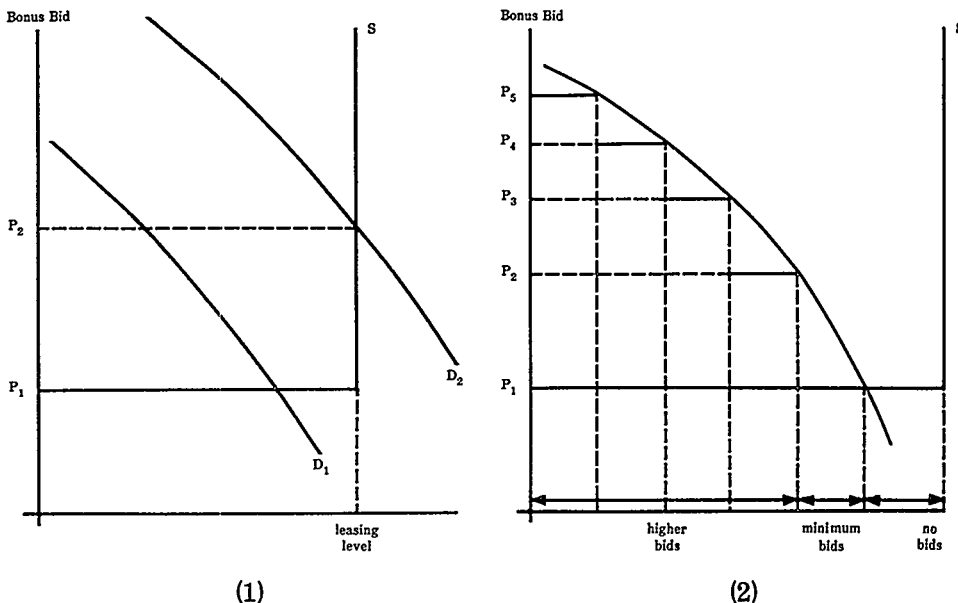 Bonus Bid
S
P2
P1
D2
D1
leasing
level
(1)
Bonus Bid
P5
P4
P3
P2
P1
higher
bids
minimum
bids
no
bids
(2)